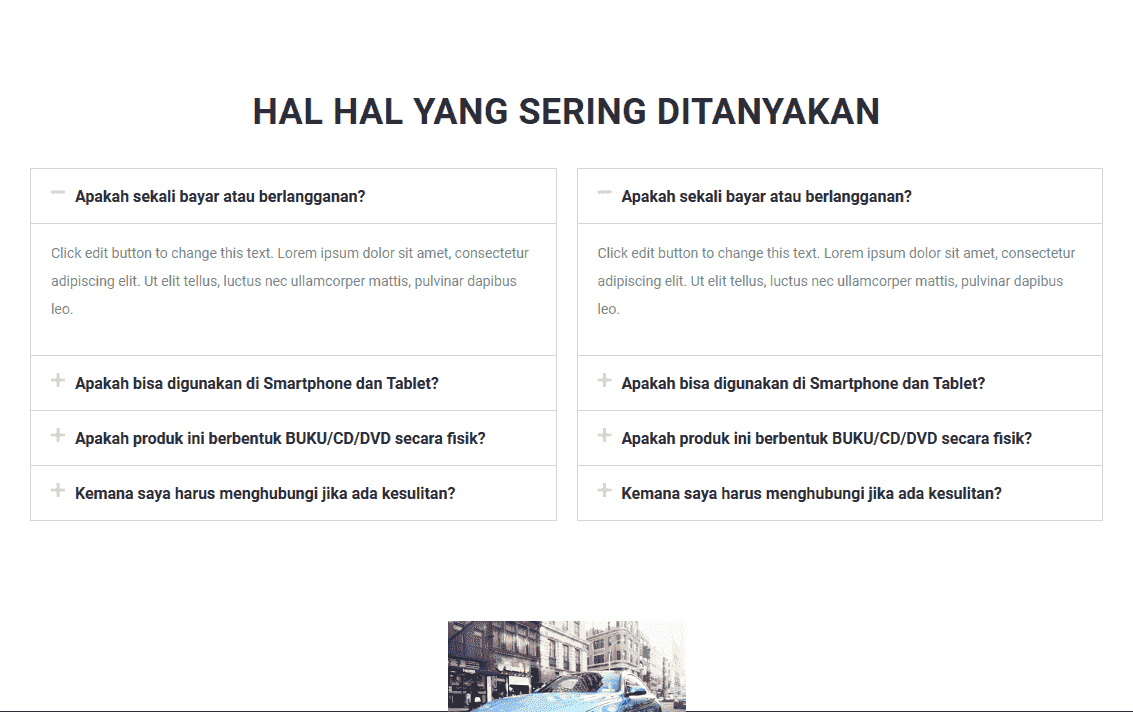 HAL HAL YANG SERING DITANYAKAN
Apakah sekali bayar atau berlangganan?
Click edit button to change this text. Lorem ipsum dolor sit amet, consectetur
adipiscing elit. Ut elit tellus, luctus nec ullamcorper mattis, pulvinar dapibus
leo.
Apakah bisa digunakan di Smartphone dan Tablet?
Apakah produk ini berbentuk BUKU/CD/DVD secara fisik?
Kemana saya harus menghubungi jika ada kesulitan?
Apakah sekali bayar atau berlangganan?
Click edit button to change this text. Lorem ipsum dolor sit amet, consectetur
adipiscing elit. Ut elit tellus, luctus nec ullamcorper mattis, pulvinar dapibus
leo.
Apakah bisa digunakan di Smartphone dan Tablet?
Apakah produk ini berbentuk BUKU/CD/DVD secara fisik?
Kemana saya harus menghubungi jika ada kesulitan?